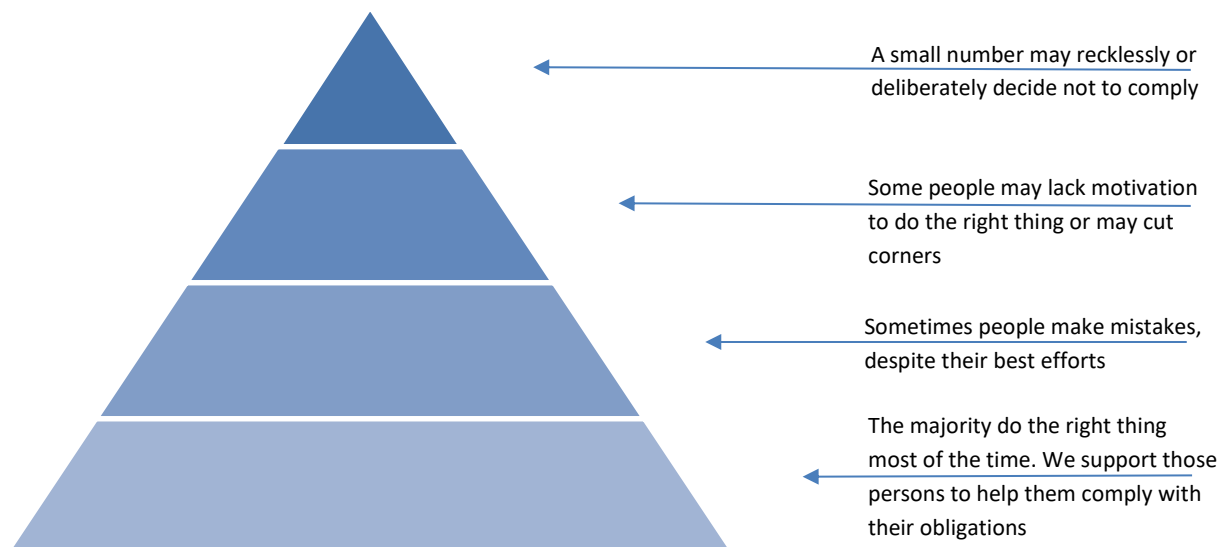 A small number may recklessly or
deliberately decide not to comply
Some people may lack motivation
to do the right thing or may cut
corners
Sometimes people make mistakes,
despite their best efforts
The majority do the right thing
most of the time. We support those
persons to help them comply with
their obligations